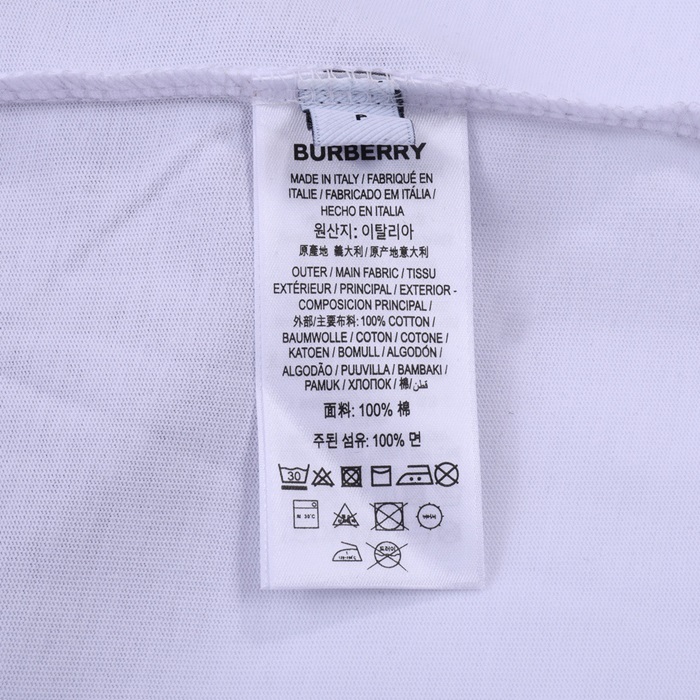 BURBERRY
MADE IN ITALY / FABRIQUÉ EN
ITALIE / FABRICADO EM ITÁLIA /
HECHO EN ITALIA
원산지: 이탈리아
原產地 義大利 / 原产地意大利
OUTER / MAIN FABRIC / TISSU
EXTÉRIEUR / PRINCIPAL / EXTERIOR -
COMPOSICION PRINCIPAL /
外部/主要布料: 100% COTTON /
BAUMWOLLE / COTON / COTONE /
KATOEN / BOMULL / ALGODÓN /
ALGODÃO / PUUVILLA / BAMBAKI /
PAMUK / ХЛОПОК / 棉/ قطن
面料: 100% 棉
주된 섬유: 100% 면
30